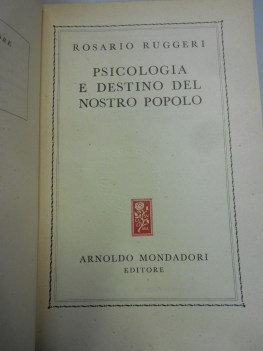 ROSARIO RUGGERI
PSICOLOGIA
E DESTINO DEL
NOSTRO POPOLO
ARNOLDO MONDADORI
EDITORE